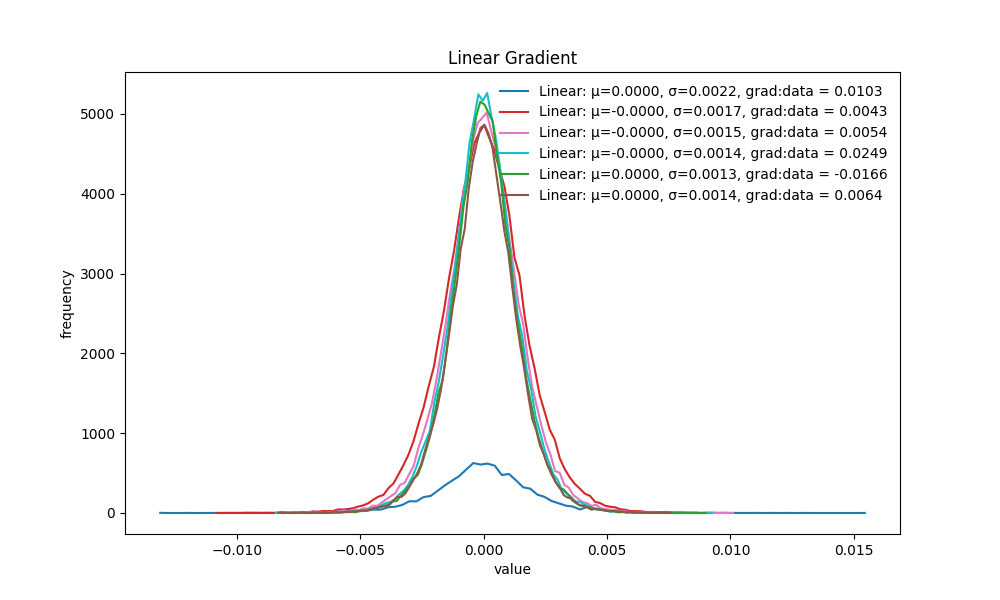 Linear Gradient
Linear: μ=0.0000, σ=0.0022, grad:data = 0.0103
Linear: μ=-0.0000, σ=0.0017, grad:data = 0.0043
Linear: μ=-0.0000, σ=0.0015, grad:data = 0.0054
Linear: μ=-0.0000, σ=0.0014, grad:data = 0.0249
Linear: μ=0.0000, σ=0.0013, grad:data = -0.0166
Linear: μ=0.0000, σ=0.0014, grad:data = 0.0064
frequency
5000
4000
3000
2000
1000
0
−0.010
−0.005
0.000
0.005
0.010
0.015
value